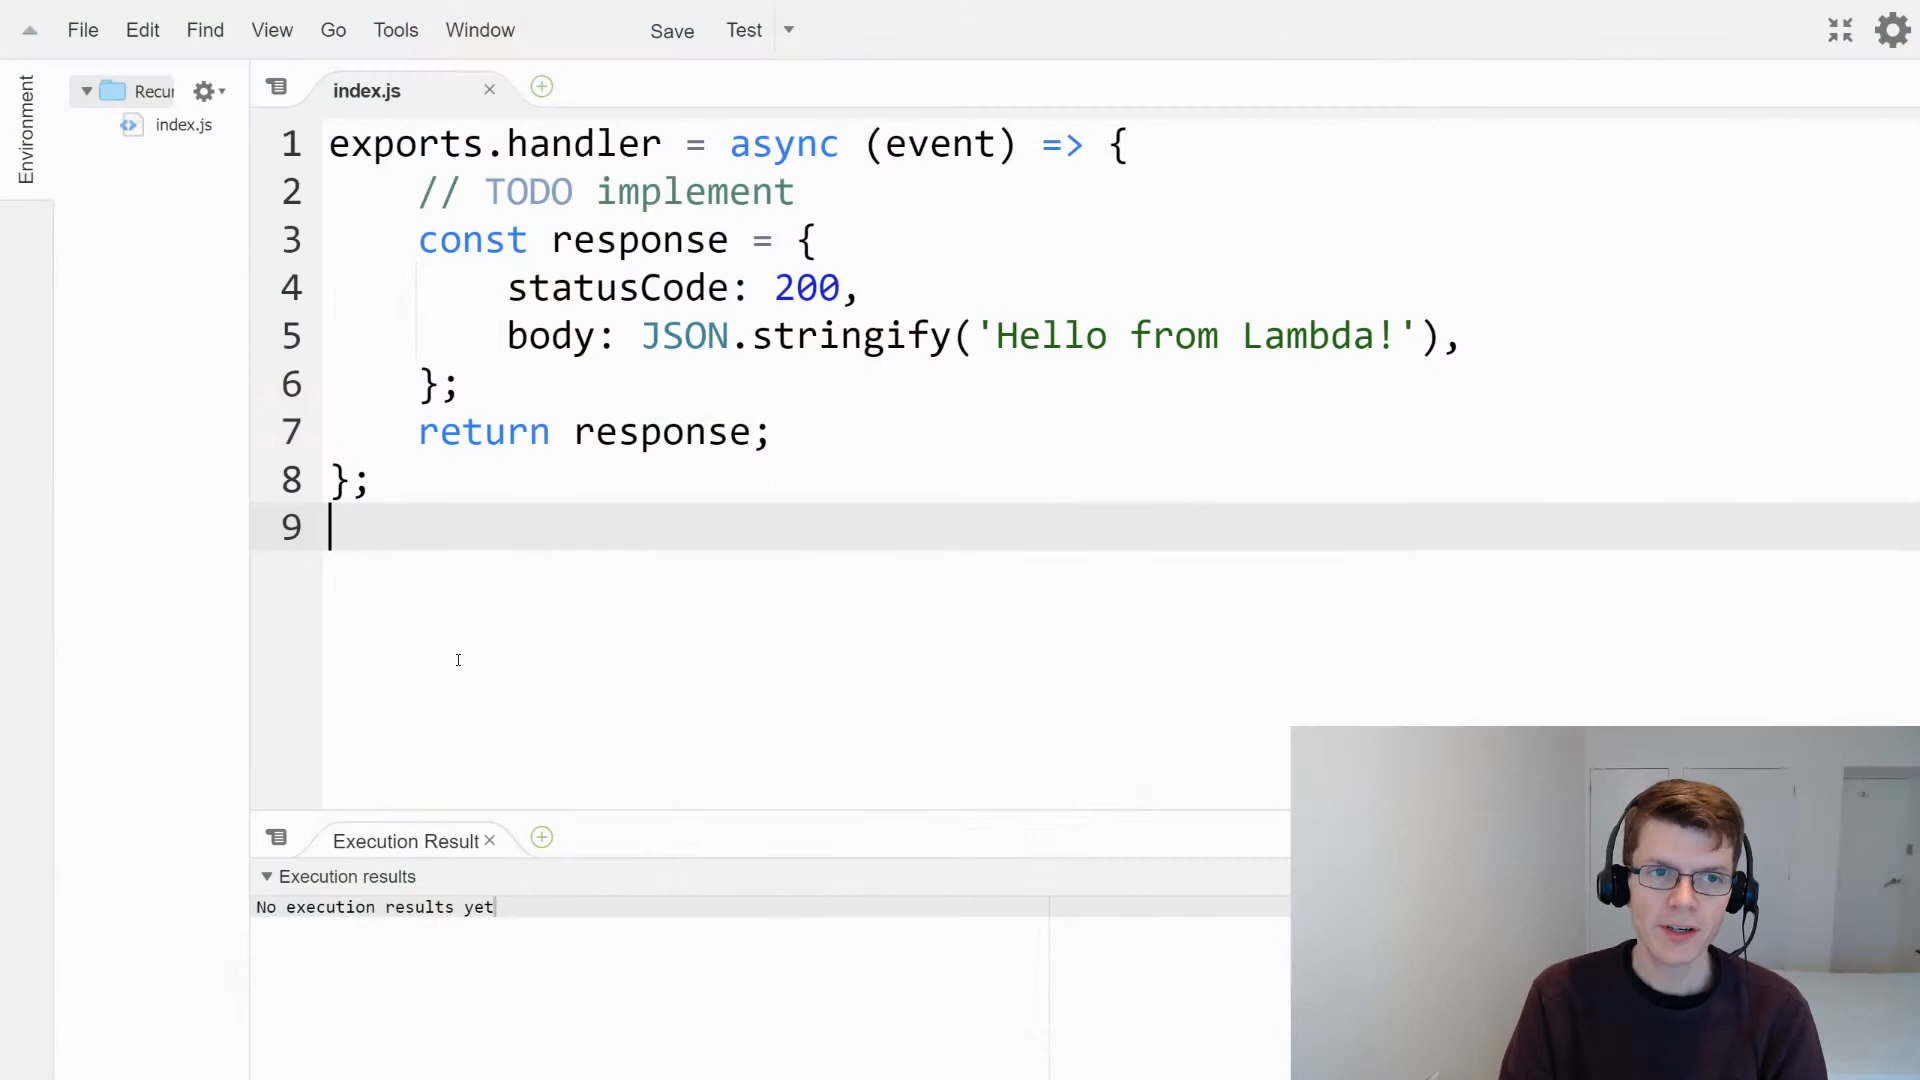 File Edit Find View Go Tools Window Save Test
Environment
Recur
index.js
index.js
1 exports.handler = async (event) => {
2 // TODO implement
3 const response = {
4 statusCode: 200,
5 body: JSON.stringify('Hello from Lambda!'),
6 };
7 return response;
8 };
9
Execution Result
Execution results
No execution results yet